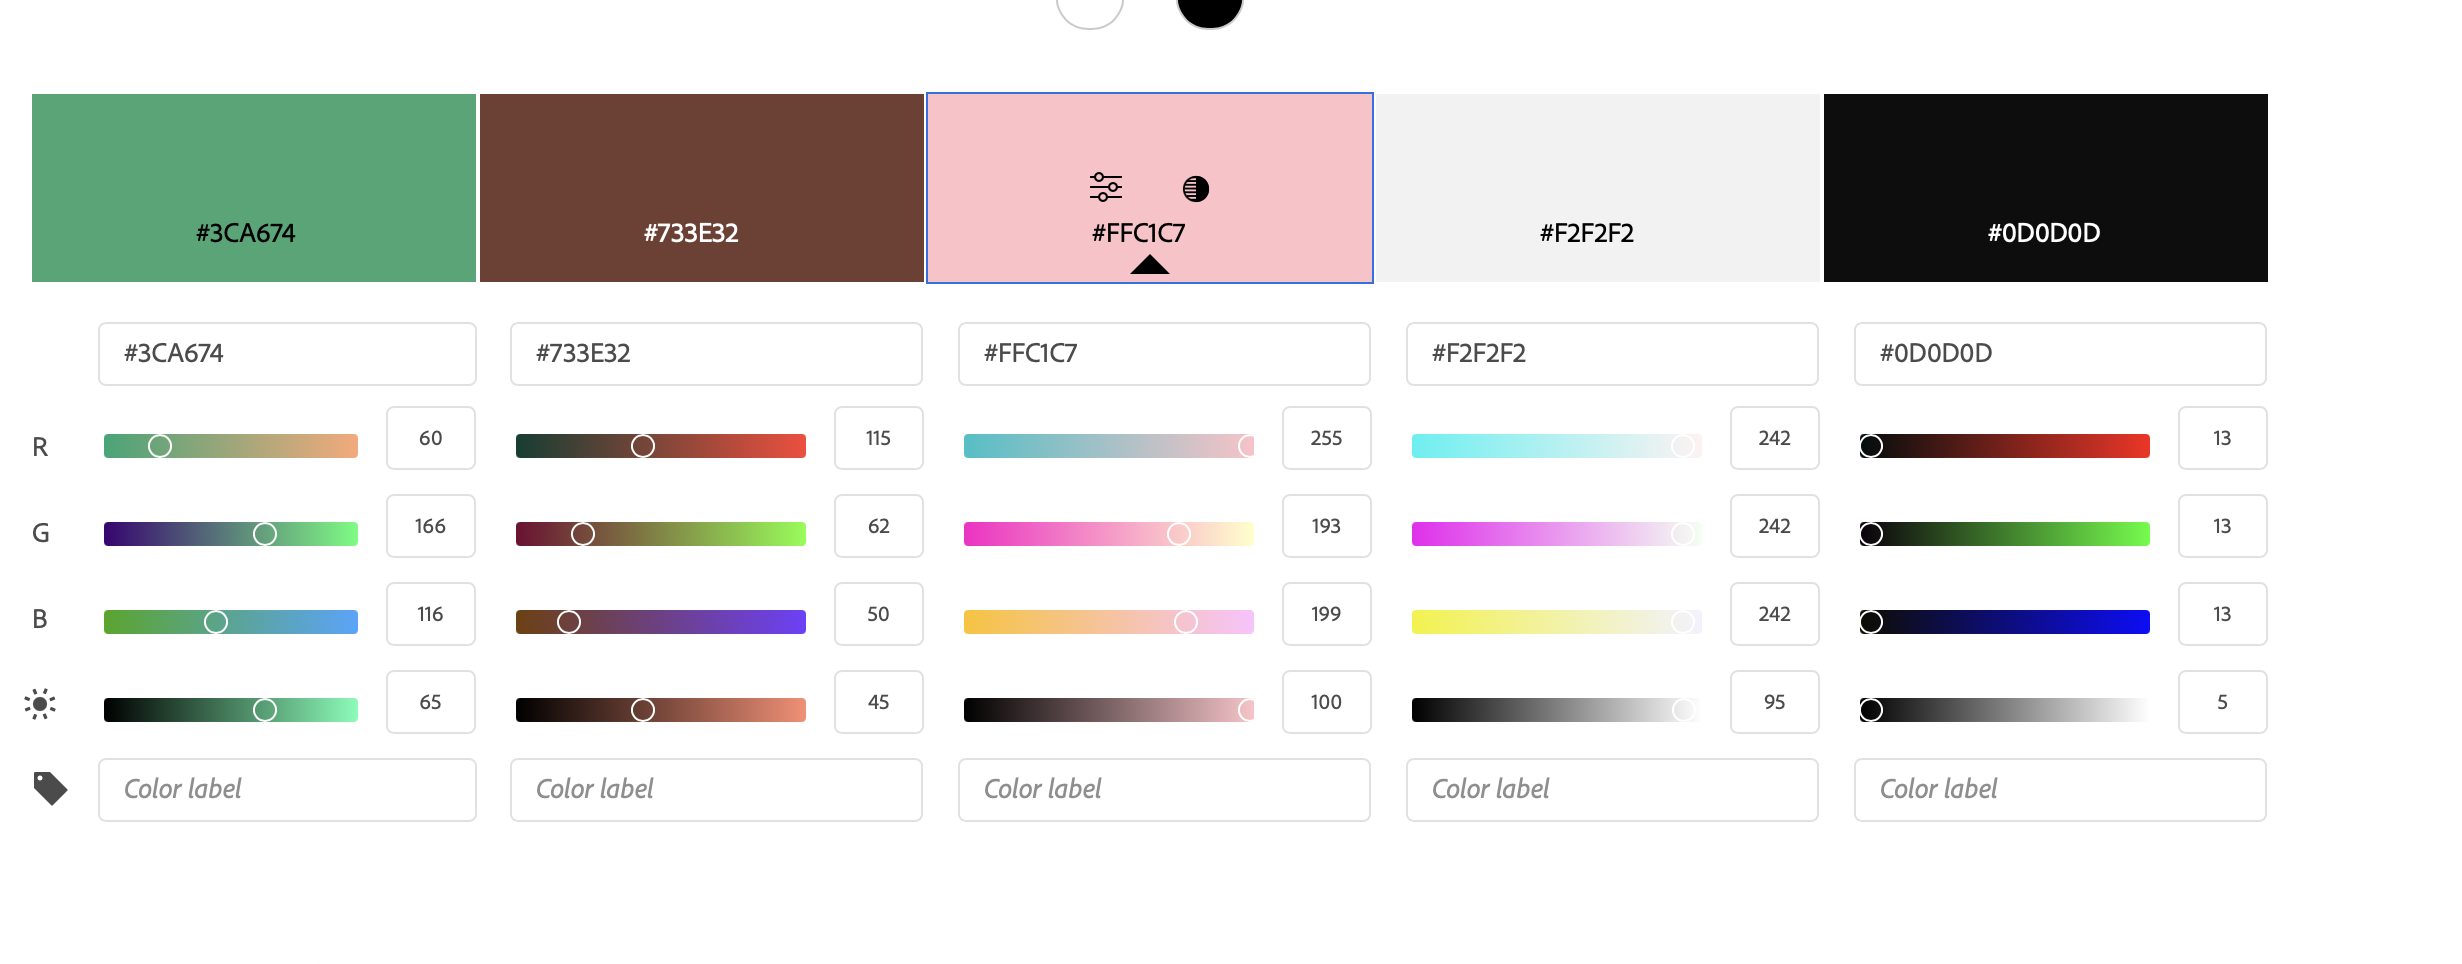 #3CA674 #733E32 #FFC1C7 #F2F2F2 #0D0D0D
#3CA674 #733E32 #FFC1C7 #F2F2F2 #0D0D0D
R 60 115 255 242 13
G 166 62 193 242 13
B 116 50 199 242 13
65 45 100 95 5
Color label Color label Color label Color label Color label